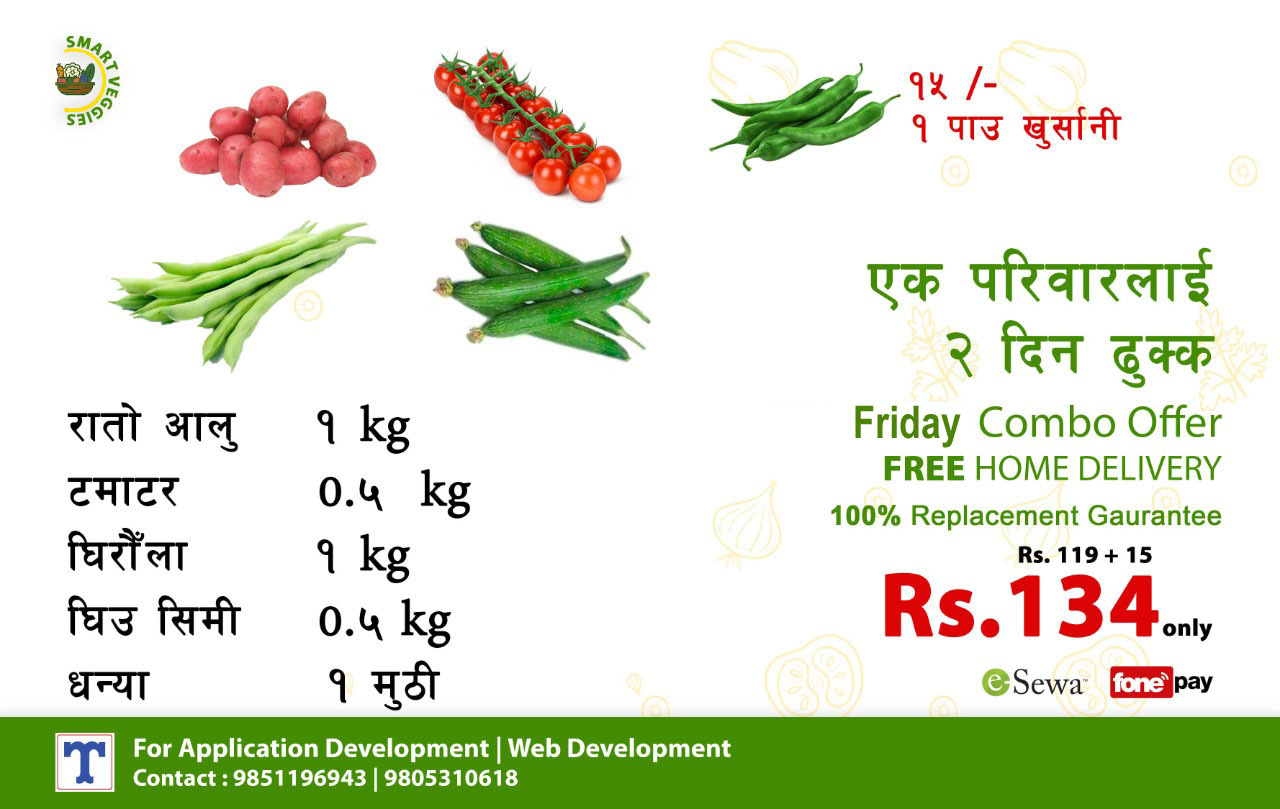 SMART VEGGIES
१५ /-
१ पाउ खुर्सानी
एक परिवारलाई
२ दिन ढुक्क
Friday Combo Offer
FREE HOME DELIVERY
100% Replacement Gaurantee
Rs. 119 + 15
Rs.134 only
e-Sewa fonepay
रातो आलु १ kg
टमाटर 0.५ kg
घिरौँला १ kg
घिउ सिमी 0.५ kg
धन्या १ मुठी
T
For Application Development | Web Development
Contact : 9851196943 | 9805310618